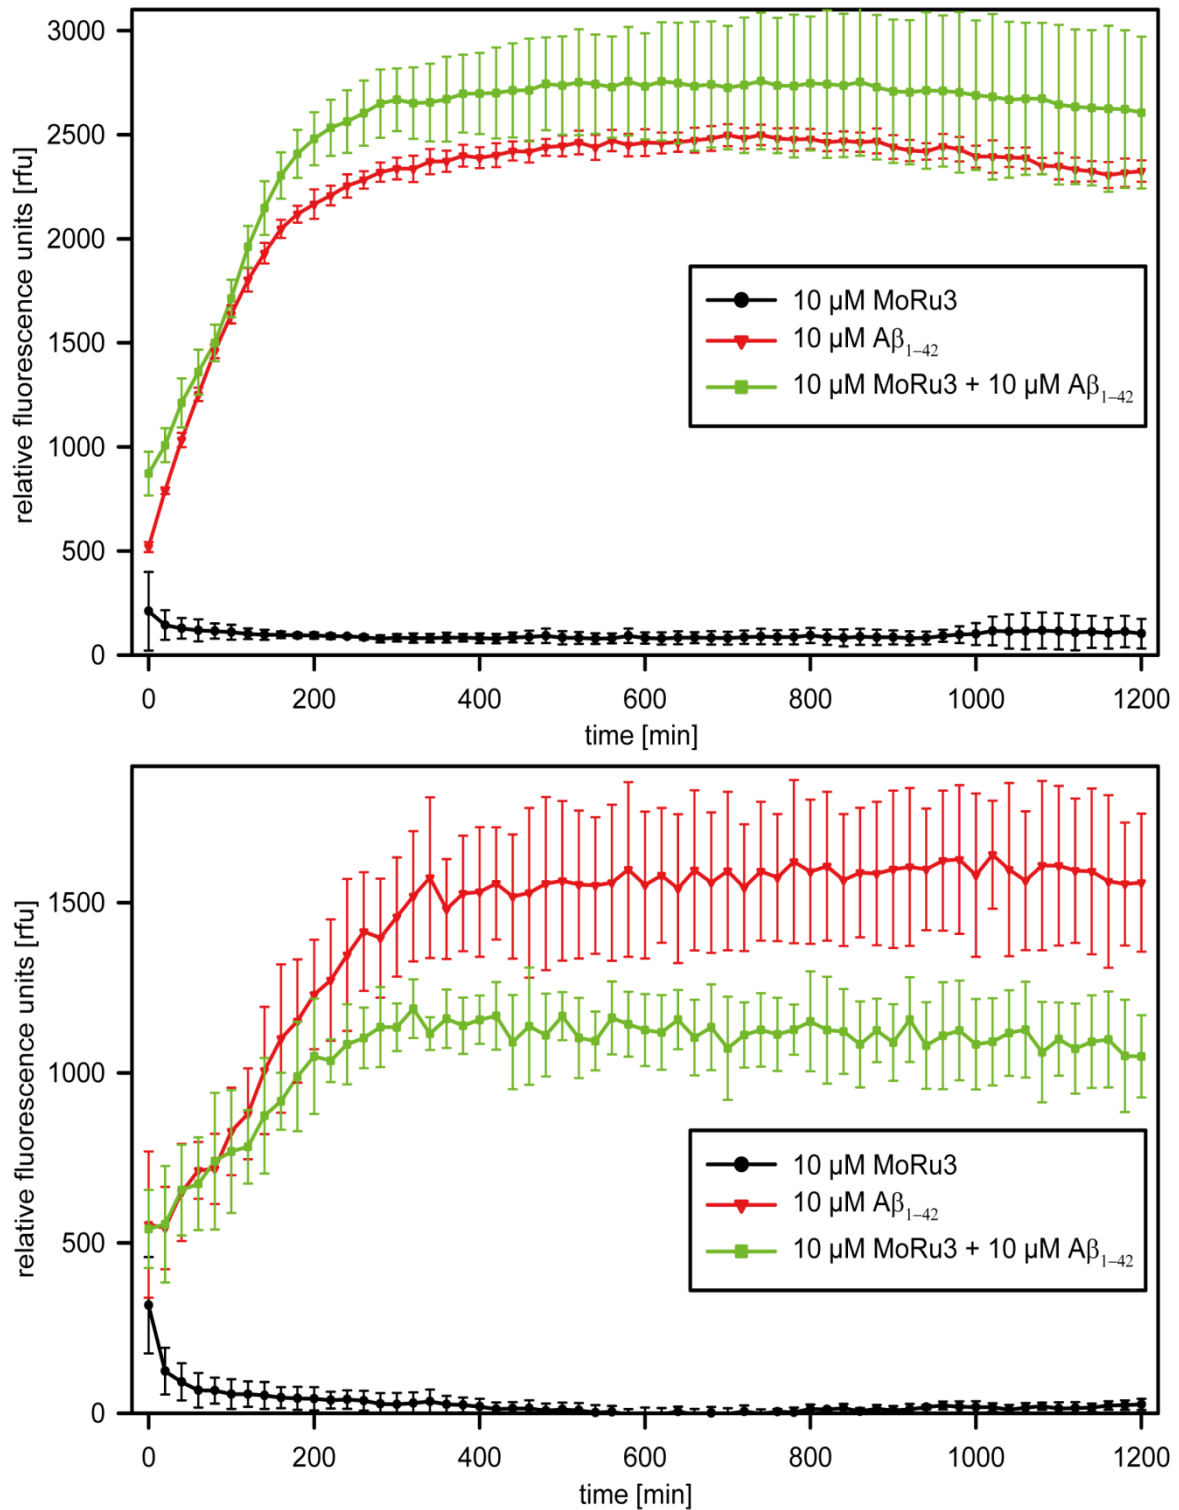 relative fluorescence units [rfu]
3000
2500
2000
1500
1000
500
0
10 µM MoRu3
10 µM Aβ₁₋₄₂
10 µM MoRu3 + 10 µM Aβ₁₋₄₂
0 200 400 600 800 1000 1200
time [min]
relative fluorescence units [rfu]
1500
1000
500
0
10 µM MoRu3
10 µM Aβ₁₋₄₂
10 µM MoRu3 + 10 µM Aβ₁₋₄₂
0 200 400 600 800 1000 1200
time [min]